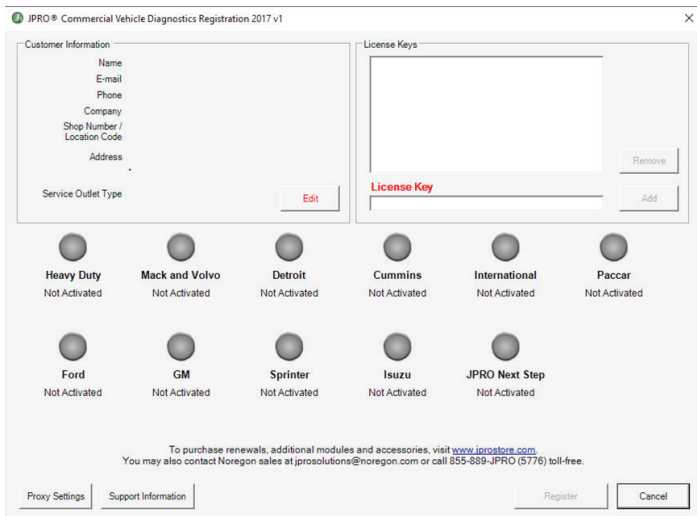 JPRO® Commercial Vehicle Diagnostics Registration 2017 v1
Customer Information
Name
E-mail
Phone
Company
Shop Number /
Location Code
Address
Service Outlet Type
Edit
License Keys
Remove
License Key
Add
Heavy Duty Mack and Volvo Detroit Cummins International Paccar
Not Activated Not Activated Not Activated Not Activated Not Activated Not Activated
Ford GM Sprinter Isuzu JPRO Next Step
Not Activated Not Activated Not Activated Not Activated Not Activated
To purchase renewals, additional modules and accessories, visit www.jprostore.com.
You may also contact Noregon sales at jprosolutions@noregon.com or call 855-889-JPRO (5776) toll-free.
Proxy Settings Support Information Register Cancel